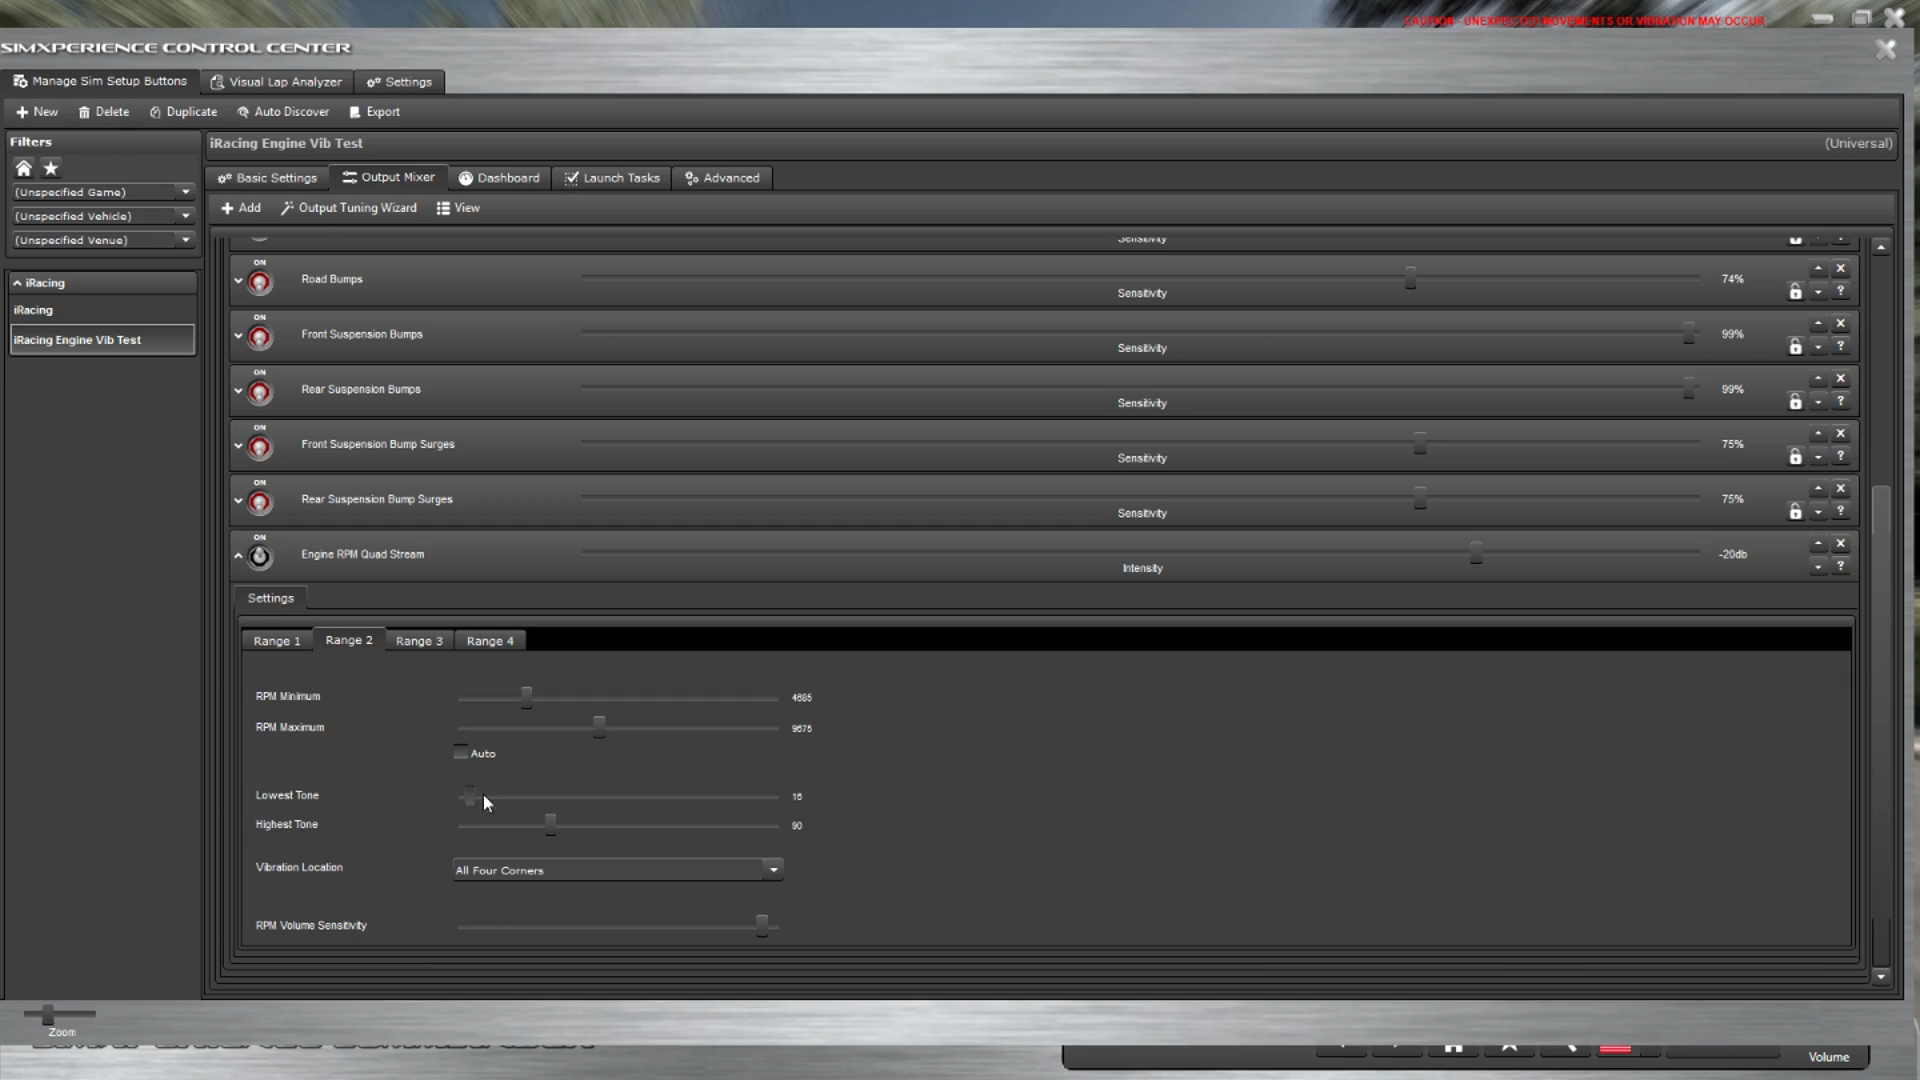 CAUTION - UNEXPECTED MOVEMENTS OR VIBRATION MAY OCCUR
SIMXPERIENCE CONTROL CENTER
Manage Sim Setup Buttons Visual Lap Analyzer Settings
New Delete Duplicate Auto Discover Export
Filters
iRacing Engine Vib Test (Universal)
(Unspecified Game)
(Unspecified Vehicle)
(Unspecified Venue)
Basic Settings Output Mixer Dashboard Launch Tasks Advanced
Add Output Tuning Wizard View
iRacing
iRacing
iRacing Engine Vib Test
Sensitivity
ON
Road Bumps 74%
Sensitivity
ON
Front Suspension Bumps 99%
Sensitivity
ON
Rear Suspension Bumps 99%
Sensitivity
ON
Front Suspension Bump Surges 75%
Sensitivity
ON
Rear Suspension Bump Surges 75%
Sensitivity
ON
Engine RPM Quad Stream -20db
Intensity
Settings
Range 1 Range 2 Range 3 Range 4
RPM Minimum 4685
RPM Maximum 9675
Auto
Lowest Tone 16
Highest Tone 90
Vibration Location All Four Corners
RPM Volume Sensitivity
Zoom
Volume